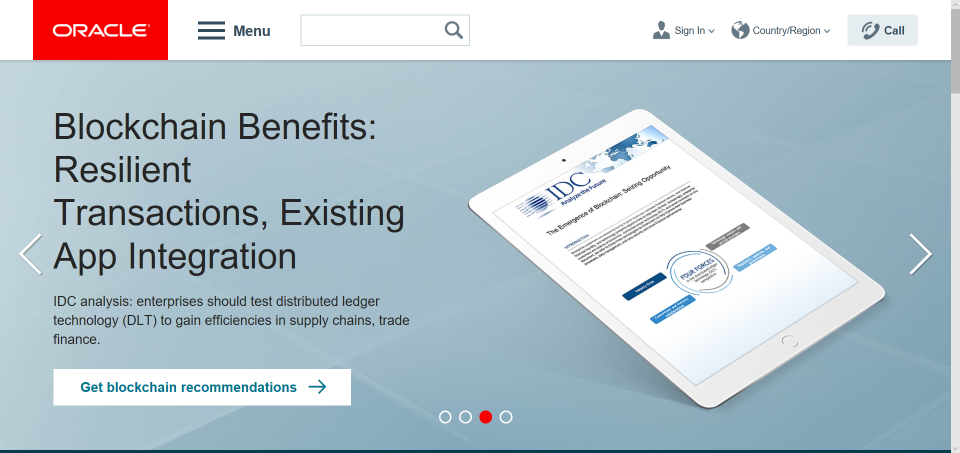 ORACLE
Menu
Sign In
Country/Region
Call
Blockchain Benefits:
Resilient
Transactions, Existing
App Integration
IDC analysis: enterprises should test distributed ledger
technology (DLT) to gain efficiencies in supply chains, trade
finance.
Get blockchain recommendations
IDC
Analyze the Future
The Emergence of Blockchain: Seizing Opportunity
INTRODUCTION
FOUR FORCES